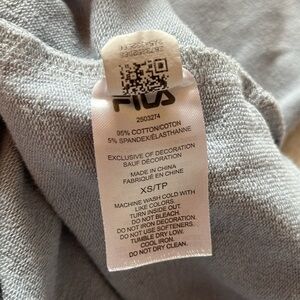 FILA
2503274
95% COTTON/COTON
5% SPANDEX/ELASTHANNE
EXCLUSIVE OF DECORATION
SAUF DÉCORATION
MADE IN CHINA
FABRIQUÉ EN CHINE
XS/TP
MACHINE WASH COLD WITH
LIKE COLORS.
TURN INSIDE OUT.
DO NOT BLEACH.
DO NOT IRON DECORATION.
DO NOT USE SOFTENERS.
TUMBLE DRY LOW.
COOL IRON.
DO NOT DRY CLEAN.